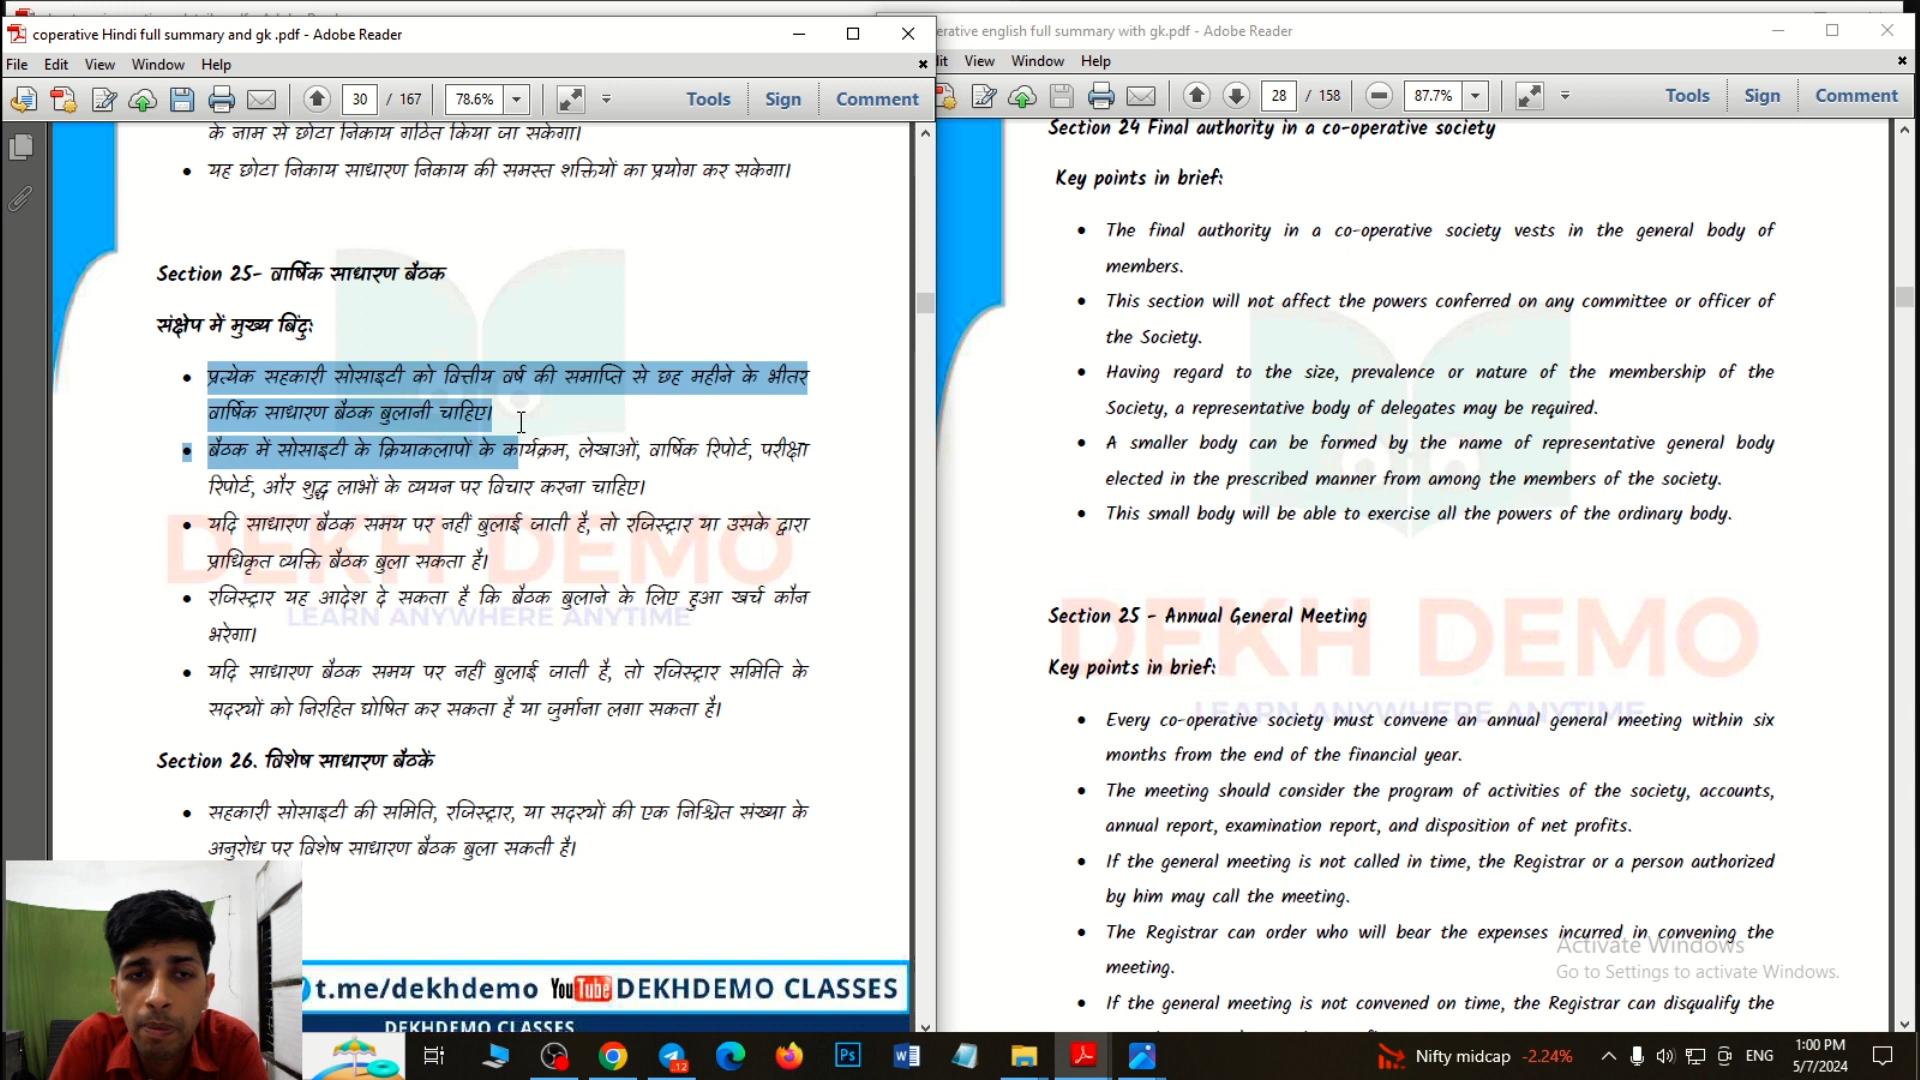 coperative Hindi full summary and gk .pdf - Adobe Reader
File Edit View Window Help
30 / 167 78.6% Tools Sign Comment
के नाम से छोटा निकाय गठित किया जा सकेगा।
• यह छोटा निकाय साधारण निकाय की समस्त शक्तियों का प्रयोग कर सकेगा।
Section 25- वार्षिक साधारण बैठक
संक्षेप में मुख्य बिंदु:
• प्रत्येक सहकारी सोसाइटी को वित्तीय वर्ष की समाप्ति से छह महीने के भीतर
वार्षिक साधारण बैठक बुलानी चाहिए।
• बैठक में सोसाइटी के क्रियाकलापों के कार्यक्रम, लेखाओं, वार्षिक रिपोर्ट, परीक्षा
रिपोर्ट, और शुद्ध लाभों के व्ययन पर विचार करना चाहिए।
• यदि साधारण बैठक समय पर नहीं बुलाई जाती है, तो रजिस्ट्रार या उसके द्वारा
प्राधिकृत व्यक्ति बैठक बुला सकता है।
• रजिस्ट्रार यह आदेश दे सकता है कि बैठक बुलाने के लिए हुआ खर्च कौन
भरेगा।
• यदि साधारण बैठक समय पर नहीं बुलाई जाती है, तो रजिस्ट्रार समिति के
सदस्यों को निरहित घोषित कर सकता है या जुर्माना लगा सकता है।
Section 26. विशेष साधारण बैठकें
• सहकारी सोसाइटी की समिति, रजिस्ट्रार, या सदस्यों की एक निश्चित संख्या के
अनुरोध पर विशेष साधारण बैठक बुला सकती है।
DEKH DEMO
LEARN ANYWHERE ANYTIME
t.me/dekhdemo YouTube DEKHDEMO CLASSES
DEKHDEMO CLASSES
erative english full summary with gk.pdf - Adobe Reader
dit View Window Help
28 / 158 87.7% Tools Sign Comment
Section 24 Final authority in a co-operative society
Key points in brief:
• The final authority in a co-operative society vests in the general body of
members.
• This section will not affect the powers conferred on any committee or officer of
the Society.
• Having regard to the size, prevalence or nature of the membership of the
Society, a representative body of delegates may be required.
• A smaller body can be formed by the name of representative general body
elected in the prescribed manner from among the members of the society.
• This small body will be able to exercise all the powers of the ordinary body.
Section 25 - Annual General Meeting
Key points in brief:
• Every co-operative society must convene an annual general meeting within six
months from the end of the financial year.
• The meeting should consider the program of activities of the society, accounts,
annual report, examination report, and disposition of net profits.
• If the general meeting is not called in time, the Registrar or a person authorized
by him may call the meeting.
• The Registrar can order who will bear the expenses incurred in convening the
meeting.
• If the general meeting is not convened on time, the Registrar can disqualify the
DEKH DEMO
LEARN ANYWHERE ANYTIME
Activate Windows
Go to Settings to activate Windows.
Ps
12
Nifty midcap -2.24% ENG 1:00 PM
5/7/2024